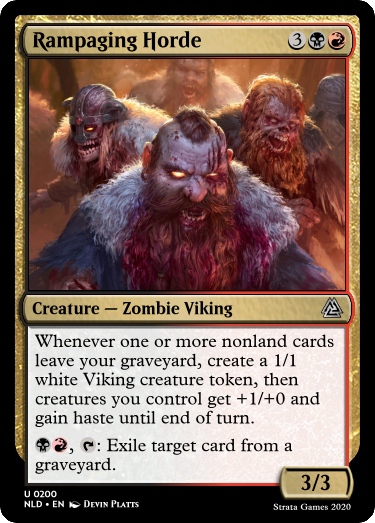 Rampaging Horde 3
Creature — Zombie Viking
Whenever one or more nonland cards
leave your graveyard, create a 1/1
white Viking creature token, then
creatures you control get +1/+0 and
gain haste until end of turn.
, : Exile target card from a
graveyard.
3/3
U 0200
NLD • EN Devin Platts
Strata Games 2020